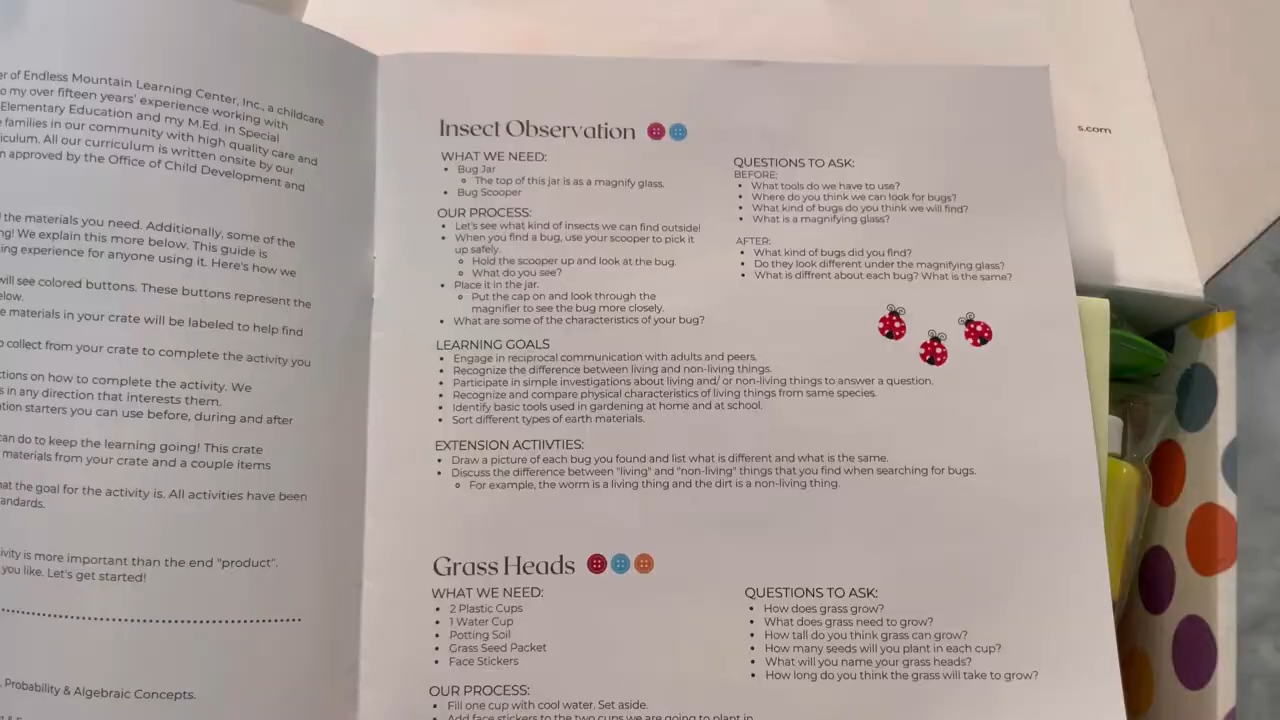 er of Endless Mountain Learning Center, Inc., a childcare
o my over fifteen years' experience working with
Elementary Education and my M.Ed. in Special
families in our community with high quality care and
iculum. All our curriculum is written onsite by our
n approved by the Office of Child Development and
the materials you need. Additionally, some of the
ng! We explain this more below. This guide is
ing experience for anyone using it. Here's how we
will see colored buttons. These buttons represent the
elow.
e materials in your crate will be labeled to help find
o collect from your crate to complete the activity you
ctions on how to complete the activity. We
s in any direction that interests them.
ation starters you can use before, during and after
can do to keep the learning going! This crate
materials from your crate and a couple items
hat the goal for the activity is. All activities have been
andards.
ivity is more important than the end "product".
you like. Let's get started!
Probability & Algebraic Concepts.
Insect Observation
WHAT WE NEED:
• Bug Jar
◦ The top of this jar is as a magnify glass.
• Bug Scooper
OUR PROCESS:
• Let's see what kind of insects we can find outside!
• When you find a bug, use your scooper to pick it
up safely.
◦ Hold the scooper up and look at the bug.
◦ What do you see?
• Place it in the jar.
◦ Put the cap on and look through the
magnifier to see the bug more closely.
• What are some of the characteristics of your bug?
QUESTIONS TO ASK:
BEFORE:
• What tools do we have to use?
• Where do you think we can look for bugs?
• What kind of bugs do you think we will find?
• What is a magnifying glass?
AFTER:
• What kind of bugs did you find?
• Do they look different under the magnifying glass?
• What is diffrent about each bug? What is the same?
LEARNING GOALS
• Engage in reciprocal communication with adults and peers.
• Recognize the difference between living and non-living things.
• Participate in simple investigations about living and/ or non-living things to answer a question.
• Recognize and compare physical characteristics of living things from same species.
• Identify basic tools used in gardening at home and at school.
• Sort different types of earth materials.
EXTENSION ACTIIVTIES:
• Draw a picture of each bug you found and list what is different and what is the same.
• Discuss the difference between "living" and "non-living" things that you find when searching for bugs.
◦ For example, the worm is a living thing and the dirt is a non-living thing.
Grass Heads
WHAT WE NEED:
• 2 Plastic Cups
• 1 Water Cup
• Potting Soil
• Grass Seed Packet
• Face Stickers
QUESTIONS TO ASK:
• How does grass grow?
• What does grass need to grow?
• How tall do you think grass can grow?
• How many seeds will you plant in each cup?
• What will you name your grass heads?
• How long do you think the grass will take to grow?
OUR PROCESS:
• Fill one cup with cool water. Set aside.
• Add face stickers to the two cups we are going to plant in.
s.com